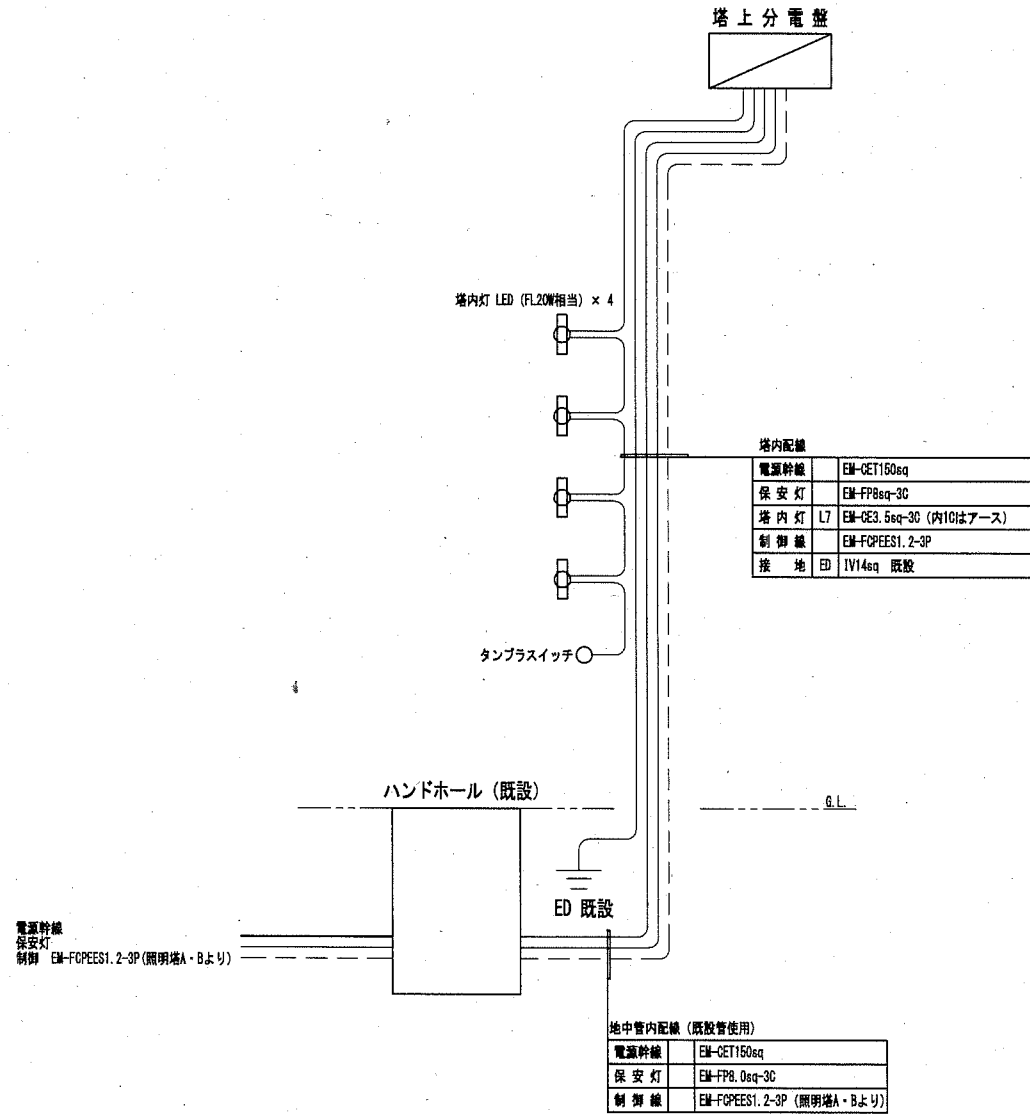 塔上分電盤
塔内灯 LED (FL20W相当) × 4
塔内配線
電源幹線 EM-CET150sq
保安灯 EM-FP8sq-3C
塔内灯 L7 EM-CE3.5sq-3C (内1Cはアース)
制御線 EM-FCPEES1.2-3P
接地 ED IV14sq 既設
タンブラスイッチ
ハンドホール (既設)
G.L.
ED 既設
電源幹線
保安灯
制御 EM-FCPEES1.2-3P(照明塔A・Bより)
地中管内配線 (既設管使用)
電源幹線 EM-CET150sq
保安灯 EM-FP8.0sq-3C
制御線 EM-FCPEES1.2-3P (照明塔A・Bより)